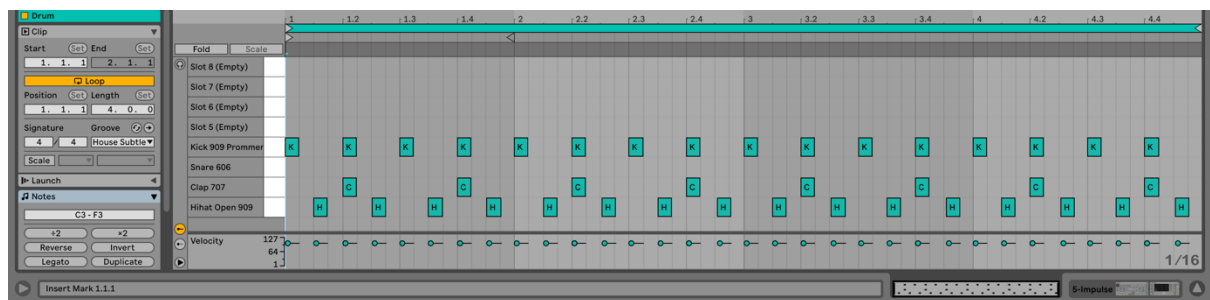 Drum
1 1.2 1.3 1.4 2 2.2 2.3 2.4 3 3.2 3.3 3.4 4 4.2 4.3 4.4
Clip
Start Set End Set
1. 1. 1 2. 1. 1
Loop
Position Set Length Set
1. 1. 1 4. 0. 0
Signature Groove
4 / 4 House Subtle
Scale
Launch
Notes
C3 - F3
÷2 ×2
Reverse Invert
Legato Duplicate
Fold Scale
Slot 8 (Empty)
Slot 7 (Empty)
Slot 6 (Empty)
Slot 5 (Empty)
Kick 909 Prommer K K K K K K K K K K K K K K K K
Snare 606
Clap 707 C C C C C C C C
Hihat Open 909 H H H H H H H H H H H H H H H H
Velocity 127
64
1
1/16
Insert Mark 1.1.1
5-Impulse